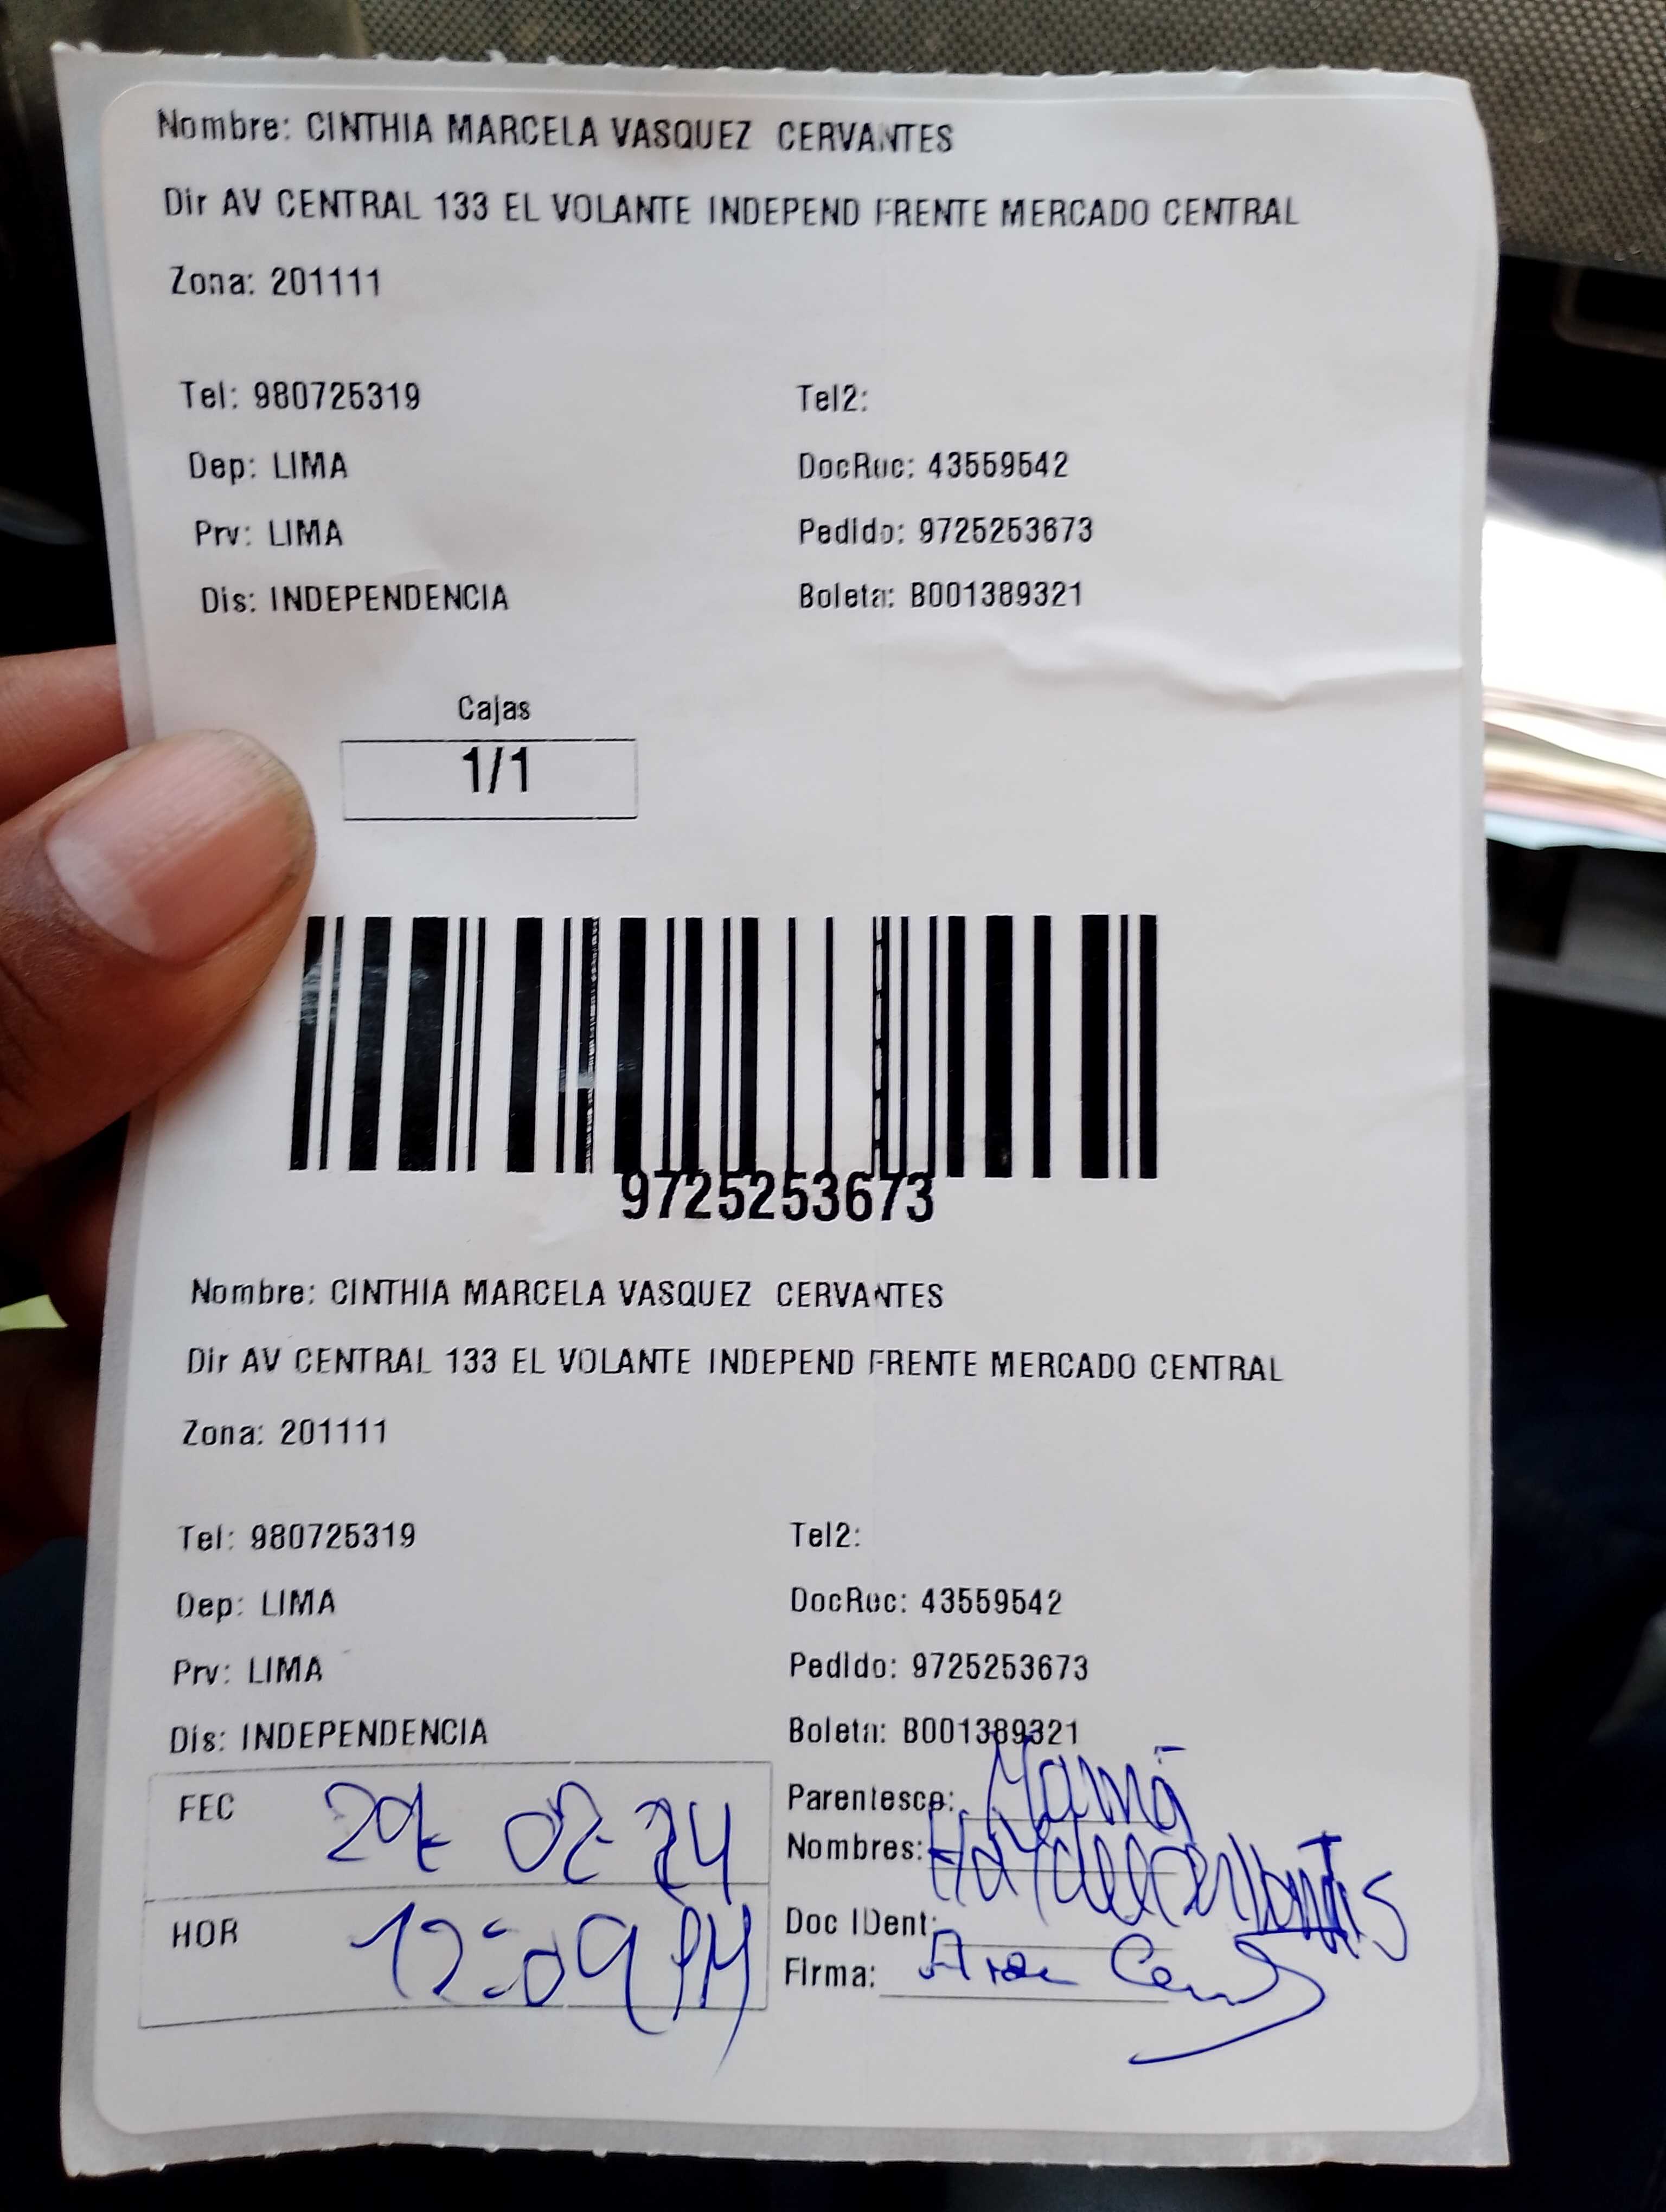 Nombre: CINTHIA MARCELA VASQUEZ CERVANTES
Dir AV CENTRAL 133 EL VOLANTE INDEPEND FRENTE MERCADO CENTRAL
Zona: 201111
Tel: 980725319 Tel2:
Dep: LIMA DocRuc: 43559542
Prv: LIMA Pedido: 9725253673
Dis: INDEPENDENCIA Boleta: B001389321
Cajas
1/1
9725253673
Nombre: CINTHIA MARCELA VASQUEZ CERVANTES
Dir AV CENTRAL 133 EL VOLANTE INDEPEND FRENTE MERCADO CENTRAL
Zona: 201111
Tel: 980725319 Tel2:
Dep: LIMA DocRuc: 43559542
Prv: LIMA Pedido: 9725253673
Dis: INDEPENDENCIA Boleta: B001389321
FEC Parentesco: Mamá
Nombres:
HOR 12:09 PM Doc IDent:
Firma: